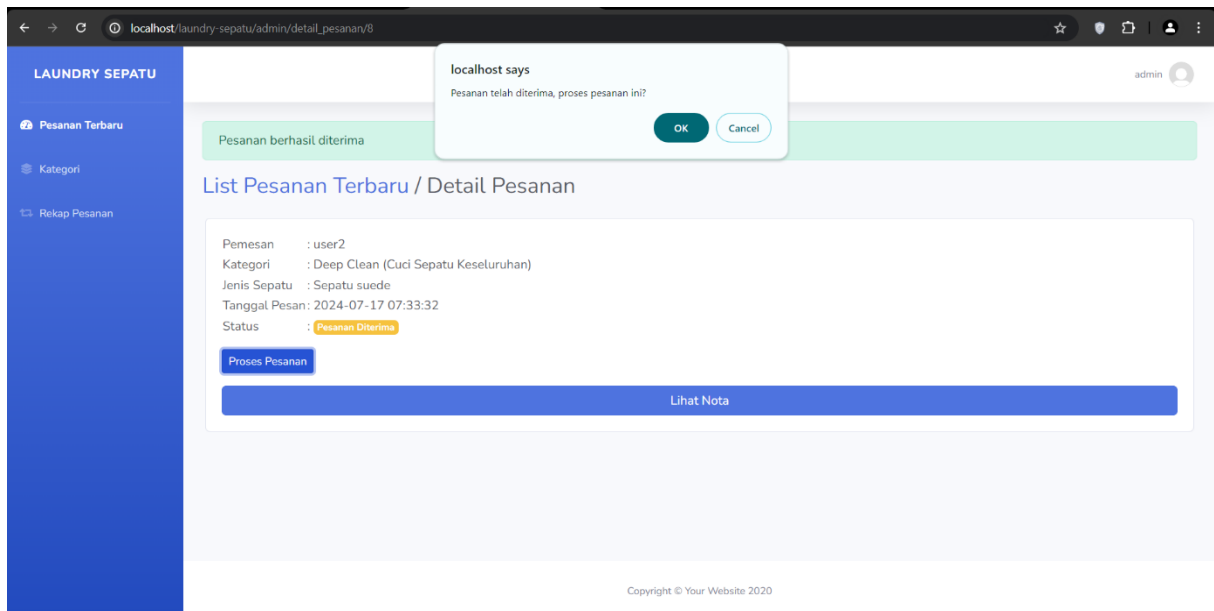 localhost/laundry-sepatu/admin/detail_pesanan/8
LAUNDRY SEPATU
localhost says
Pesanan telah diterima, proses pesanan ini?
OK
Cancel
admin
Pesanan Terbaru
Kategori
Rekap Pesanan
Pesanan berhasil diterima
List Pesanan Terbaru / Detail Pesanan
Pemesan : user2
Kategori : Deep Clean (Cuci Sepatu Keseluruhan)
Jenis Sepatu : Sepatu suede
Tanggal Pesan : 2024-07-17 07:33:32
Status : Pesanan Diterima
Proses Pesanan
Lihat Nota
Copyright © Your Website 2020